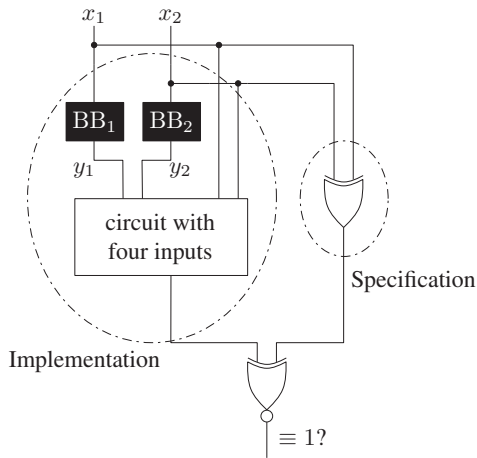 x₁ x₂
BB₁ BB₂
y₁ y₂
circuit with
four inputs
Specification
Implementation
≡ 1?